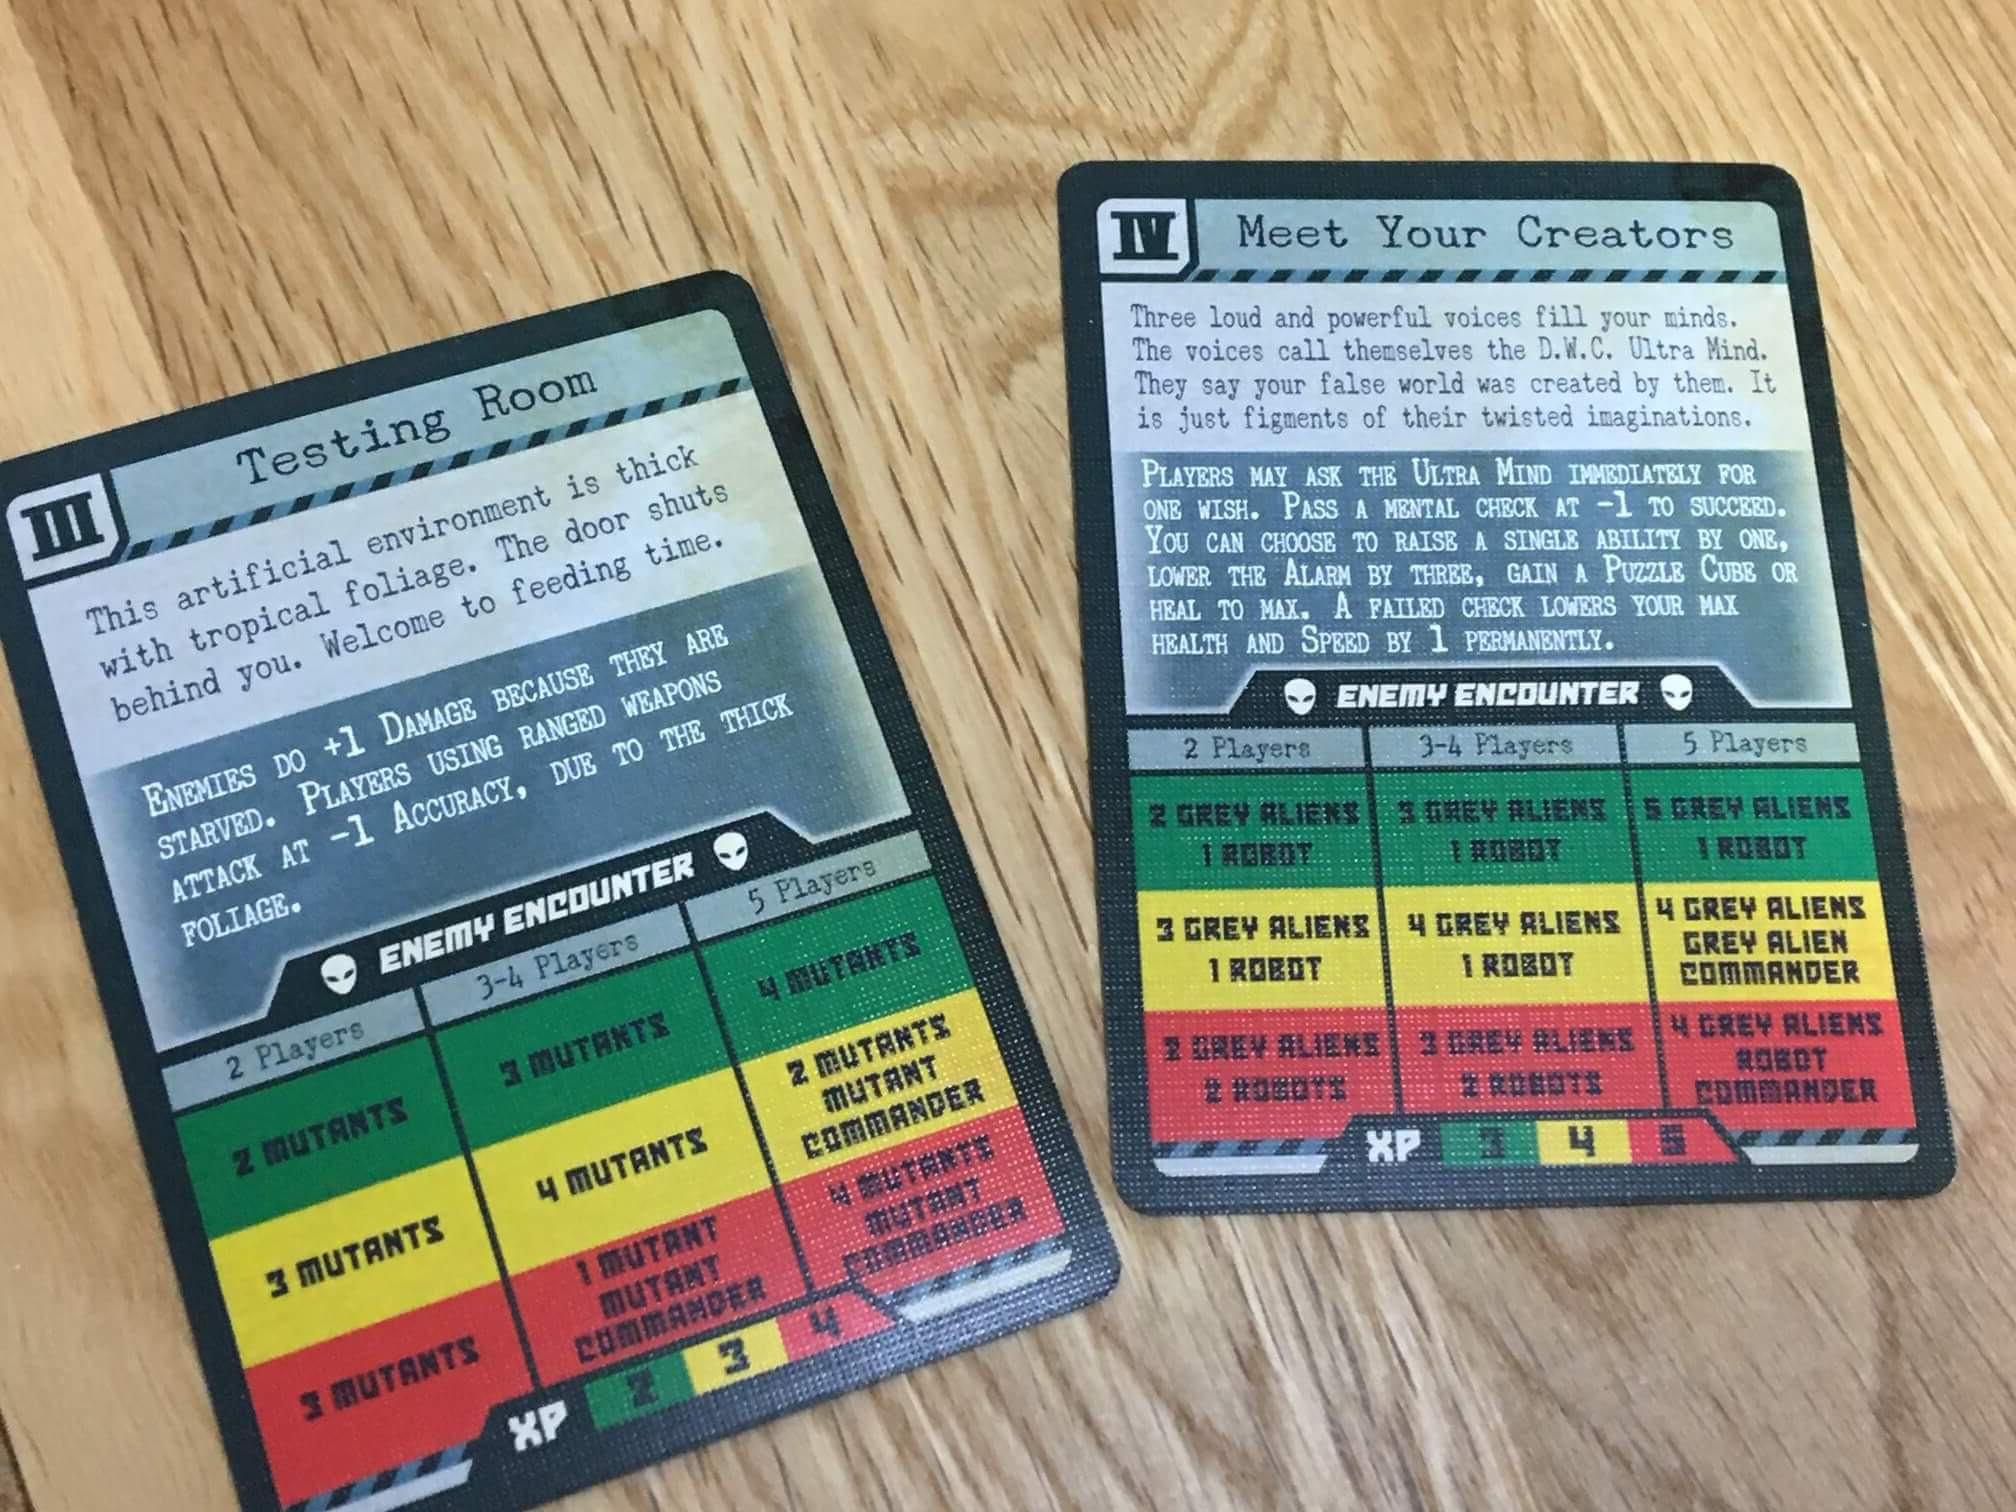 III
Testing Room
This artificial environment is thick
with tropical foliage. The door shuts
behind you. Welcome to feeding time.
Enemies do +1 Damage because they are
starved. Players using ranged weapons
attack at -1 Accuracy, due to the thick
foliage.
ENEMY ENCOUNTER
2 Players
3-4 Players
5 Players
2 MUTANTS
3 MUTANTS
4 MUTANTS
3 MUTANTS
4 MUTANTS
2 MUTANTS
MUTANT
COMMANDER
3 MUTANTS
1 MUTANT
MUTANT
COMMANDER
4 MUTANTS
MUTANT
COMMANDER
XP 2 3 4
IV
Meet Your Creators
Three loud and powerful voices fill your minds.
The voices call themselves the D.W.C. Ultra Mind.
They say your false world was created by them. It
is just figments of their twisted imaginations.
Players may ask the Ultra Mind immediately for
one wish. Pass a mental check at -1 to succeed.
You can choose to raise a single ability by one,
lower the Alarm by three, gain a Puzzle Cube or
heal to max. A failed check lowers your max
health and Speed by 1 permanently.
ENEMY ENCOUNTER
2 Players
3-4 Players
5 Players
2 GREY ALIENS
1 ROBOT
3 GREY ALIENS
1 ROBOT
5 GREY ALIENS
1 ROBOT
3 GREY ALIENS
1 ROBOT
4 GREY ALIENS
1 ROBOT
4 GREY ALIENS
GREY ALIEN
COMMANDER
2 GREY ALIENS
2 ROBOTS
3 GREY ALIENS
2 ROBOTS
4 GREY ALIENS
ROBOT
COMMANDER
XP 3 4 5